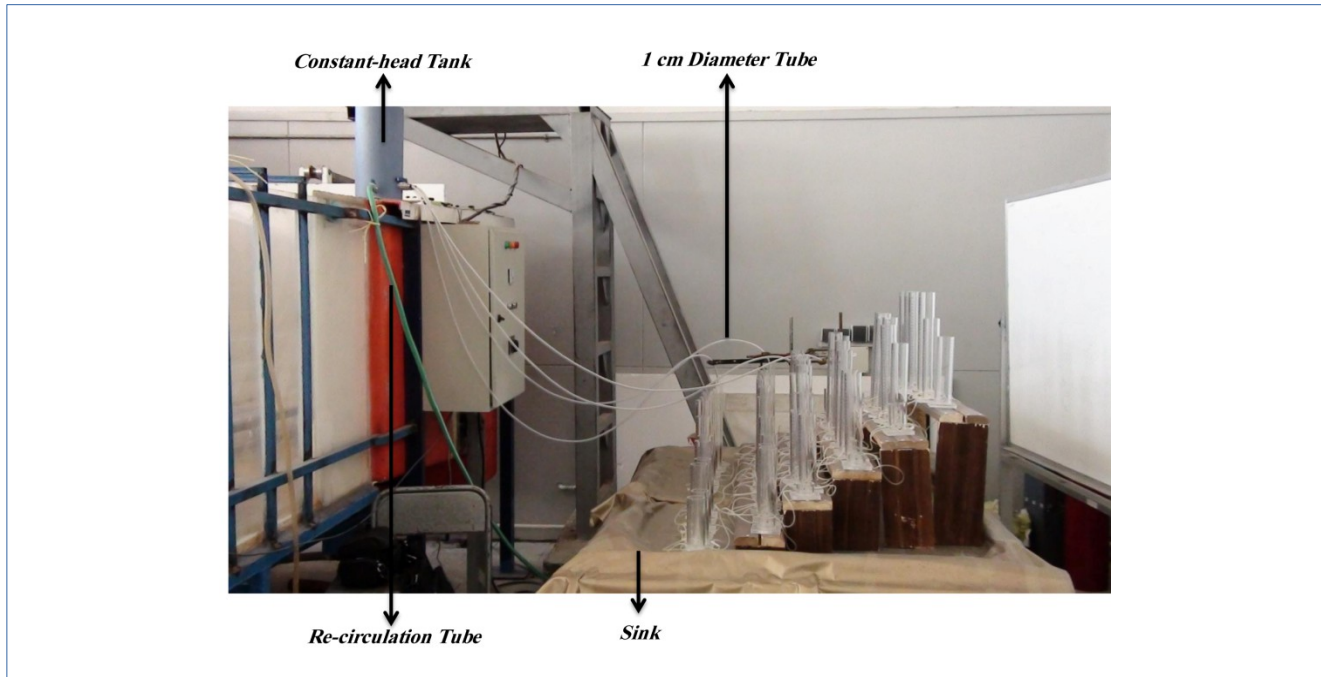 Constant-head Tank
1 cm Diameter Tube
Re-circulation Tube
Sink